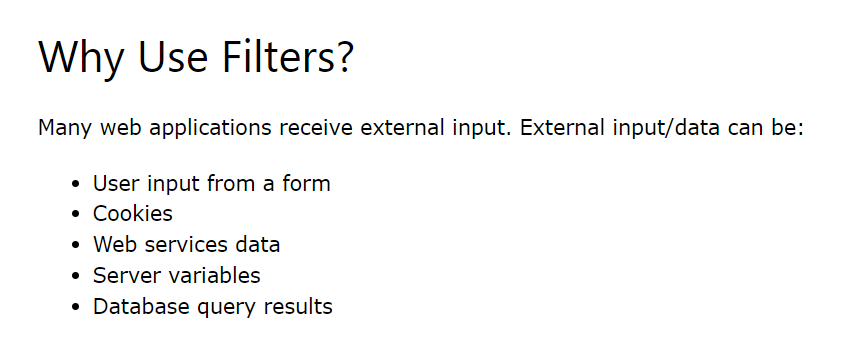 Why Use Filters?
Many web applications receive external input. External input/data can be:
• User input from a form
• Cookies
• Web services data
• Server variables
• Database query results